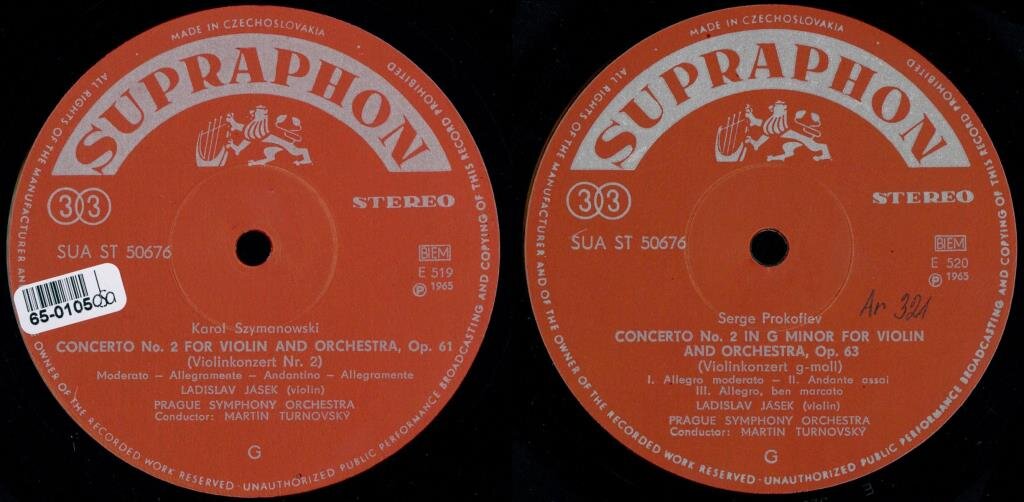 MADE IN CZECHOSLOVAKIA
ALL RIGHTS OF THE MANUFACTURER AN
OWNER OF THE RECORDED WORK RESERVED · UNAUTHORIZED PUBLIC PERFORMANCE BROADCASTING AND COPYING OF THIS RECORD PROHIBITED
SUPRAPHON
33
STEREO
SUA ST 50676
BIEM
E 519
Ⓟ 1965
65-0105
Karol Szymanowski
CONCERTO No. 2 FOR VIOLIN AND ORCHESTRA, Op. 61
(Violinkonzert Nr. 2)
Moderato — Allegramente — Andantino — Allegramente
LADISLAV JÁSEK (violin)
PRAGUE SYMPHONY ORCHESTRA
Conductor: MARTIN TURNOVSKÝ
G
MADE IN CZECHOSLOVAKIA
ALL RIGHTS OF THE MANUFACTURER AND OF THE OWNER OF THE RECORDED WORK RESERVED · UNAUTHORIZED PUBLIC PERFORMANCE BROADCASTING AND COPYING OF THIS RECORD PROHIBITED
SUPRAPHON
33
STEREO
SUA ST 50676
BIEM
E 520
Ⓟ 1965
Ar 321
Serge Prokofjev
CONCERTO No. 2 IN G MINOR FOR VIOLIN
AND ORCHESTRA, Op. 63
(Violinkonzert g-moll)
I. Allegro moderato — II. Andante assai
III. Allegro, ben marcato
LADISLAV JÁSEK (violin)
PRAGUE SYMPHONY ORCHESTRA
Conductor: MARTIN TURNOVSKÝ
G